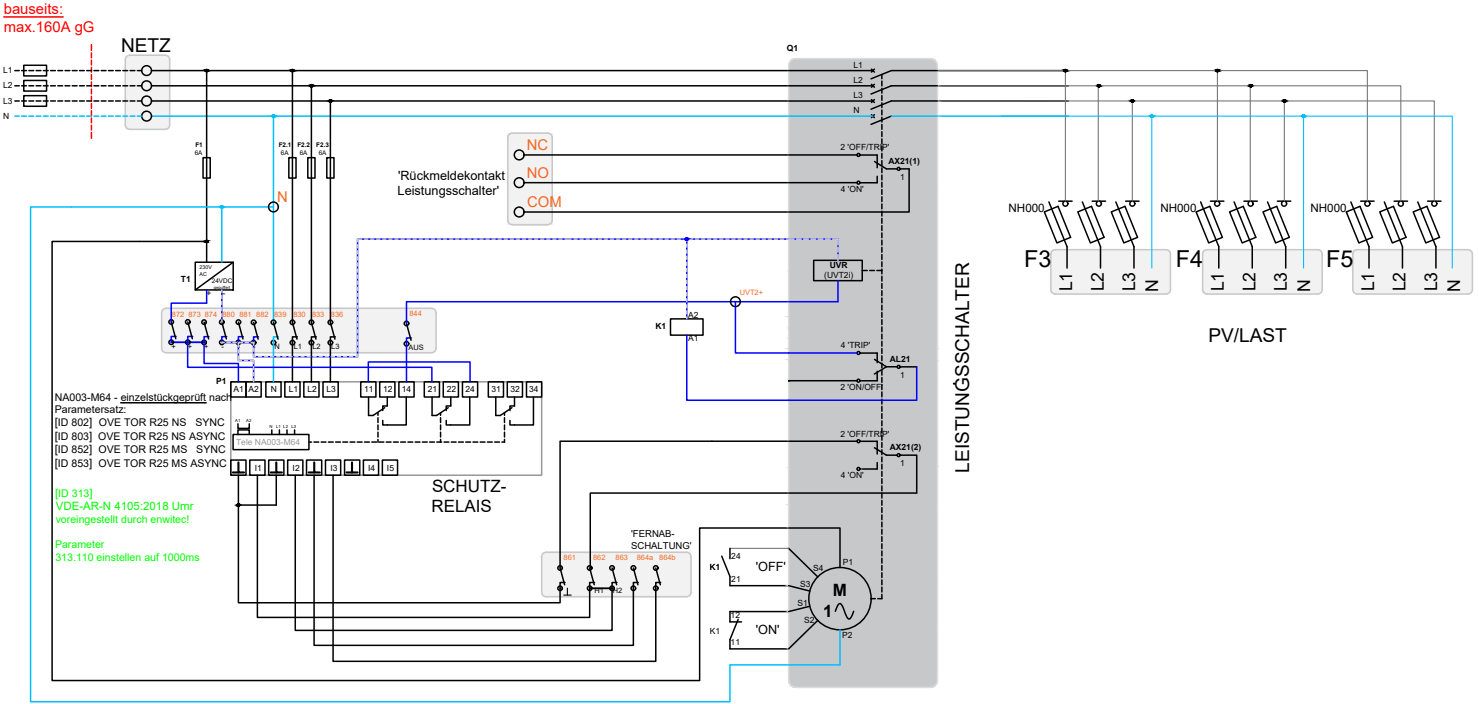 bauseits:
max.160A gG
NETZ
L1
L2
L3
N
Q1
L1
L2
L3
N
F1
6A
F2.1
6A
F2.2
6A
F2.3
6A
N
'Rückmeldekontakt
Leistungsschalter'
NC
NO
COM
2 'OFF/TRIP'
AX21(1)
1
4 'ON'
NH000
F3
L1
L2
L3
N
NH000
F4
L1
L2
L3
N
NH000
F5
L1
L2
L3
N
PV/LAST
T1
230V
AC
24VDC
UVR
(UVT2i)
UVT2+
LEISTUNGSSCHALTER
872
873
874
880
881
882
839
830
833
836
844
+
+
+
-
-
-
N
L1
L2
L3
AUS
K1
A2
A1
4 'TRIP'
AL21
1
2 'ON/OFF'
P1
A1
A2
N
L1
L2
L3
11
12
14
21
22
24
31
32
34
NA003-M64 - einzelstückgeprüft nach
Parametersatz:
[ID 802] OVE TOR R25 NS SYNC
[ID 803] OVE TOR R25 NS ASYNC
[ID 852] OVE TOR R25 MS SYNC
[ID 853] OVE TOR R25 MS ASYNC
A1
A2
N
L1
L2
L3
Tele NA003-M64
I1
I2
I3
I4
I5
SCHUTZ-
RELAIS
2 'OFF/TRIP'
AX21(2)
1
4 'ON'
[ID 313]
VDE-AR-N 4105:2018 Umr
voreingestellt durch enwitec!
Parameter
313.110 einstellen auf 1000ms
'FERNAB-
SCHALTUNG'
861
862
863
864a
864b
H1
H2
K1
24
21
'OFF'
S4
S3
P1
M
1
S1
S2
P2
K1
12
11
'ON'